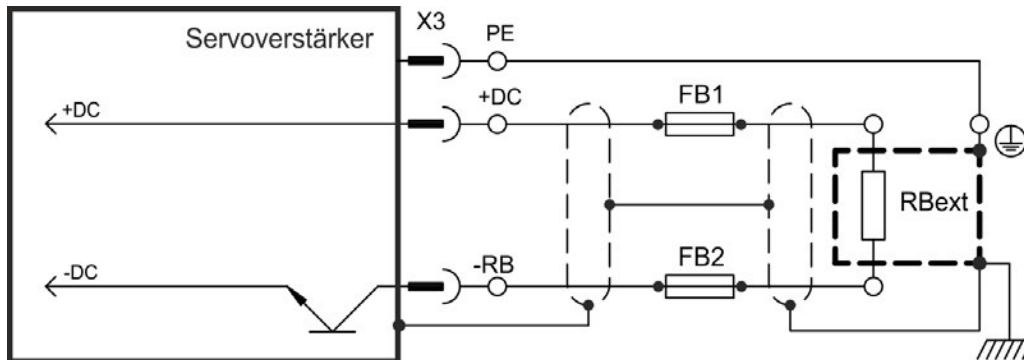 Servoverstärker
X3
PE
+DC
+DC
FB1
RBext
-DC
-RB
FB2